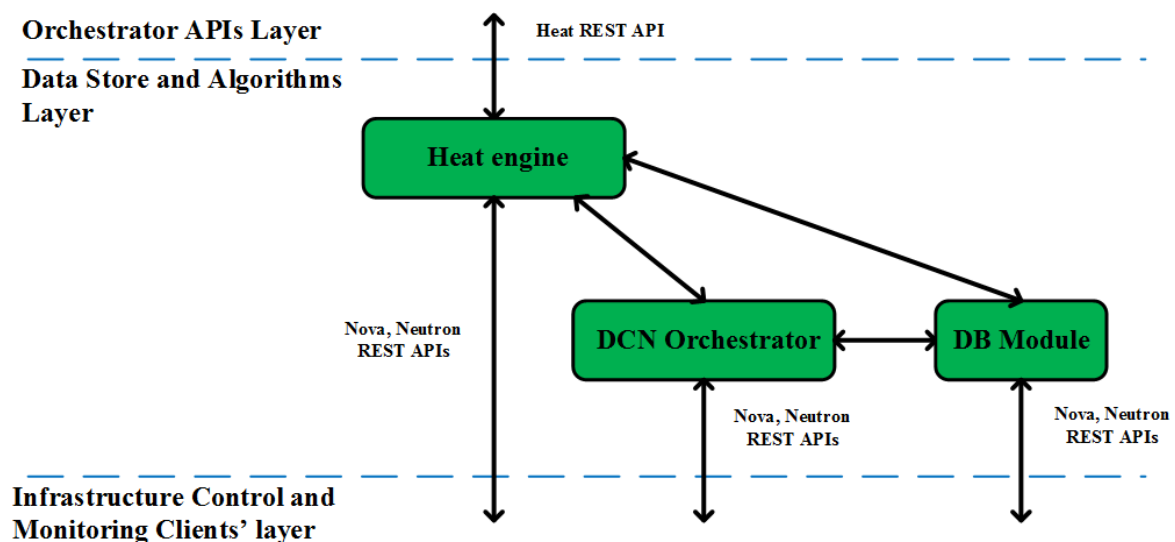 Orchestrator APIs Layer
Heat REST API
Data Store and Algorithms
Layer
Heat engine
Nova, Neutron
REST APIs
DCN Orchestrator
DB Module
Nova, Neutron
REST APIs
Nova, Neutron
REST APIs
Infrastructure Control and
Monitoring Clients’ layer